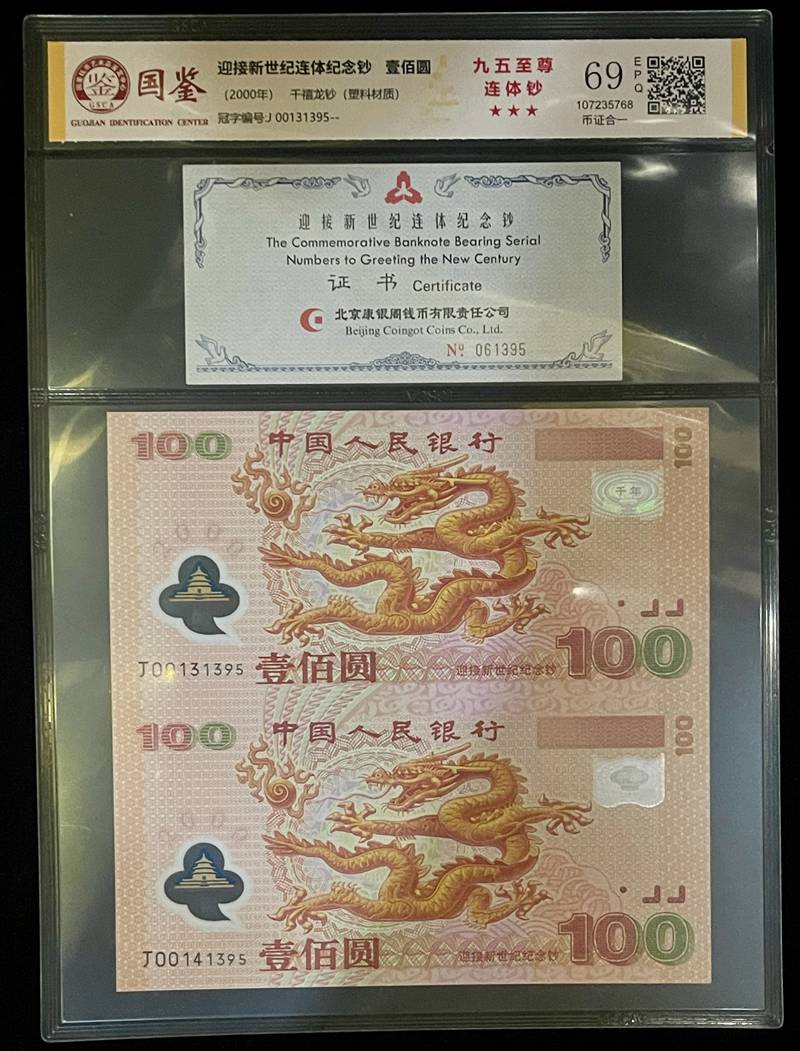 国鉴
GSCA
GUOJIAN IDENTIFICATION CENTER
迎接新世纪连体纪念钞 壹佰圆
(2000年) 千禧龙钞(塑料材质)
冠字编号:J 00131395--
九五至尊
连体钞
★★★
69
EPQ
107235768
币证合一
迎接新世纪连体纪念钞
The Commemorative Banknote Bearing Serial
Numbers to Greeting the New Century
证书 Certificate
北京康银阁钱币有限责任公司
Beijing Coingot Coins Co., Ltd.
Nº 061395
100 中国人民银行
100
千年
2000
J00131395 壹佰圆 迎接新世纪纪念钞 100
100 中国人民银行
100
2000
J00141395 壹佰圆 迎接新世纪纪念钞 100